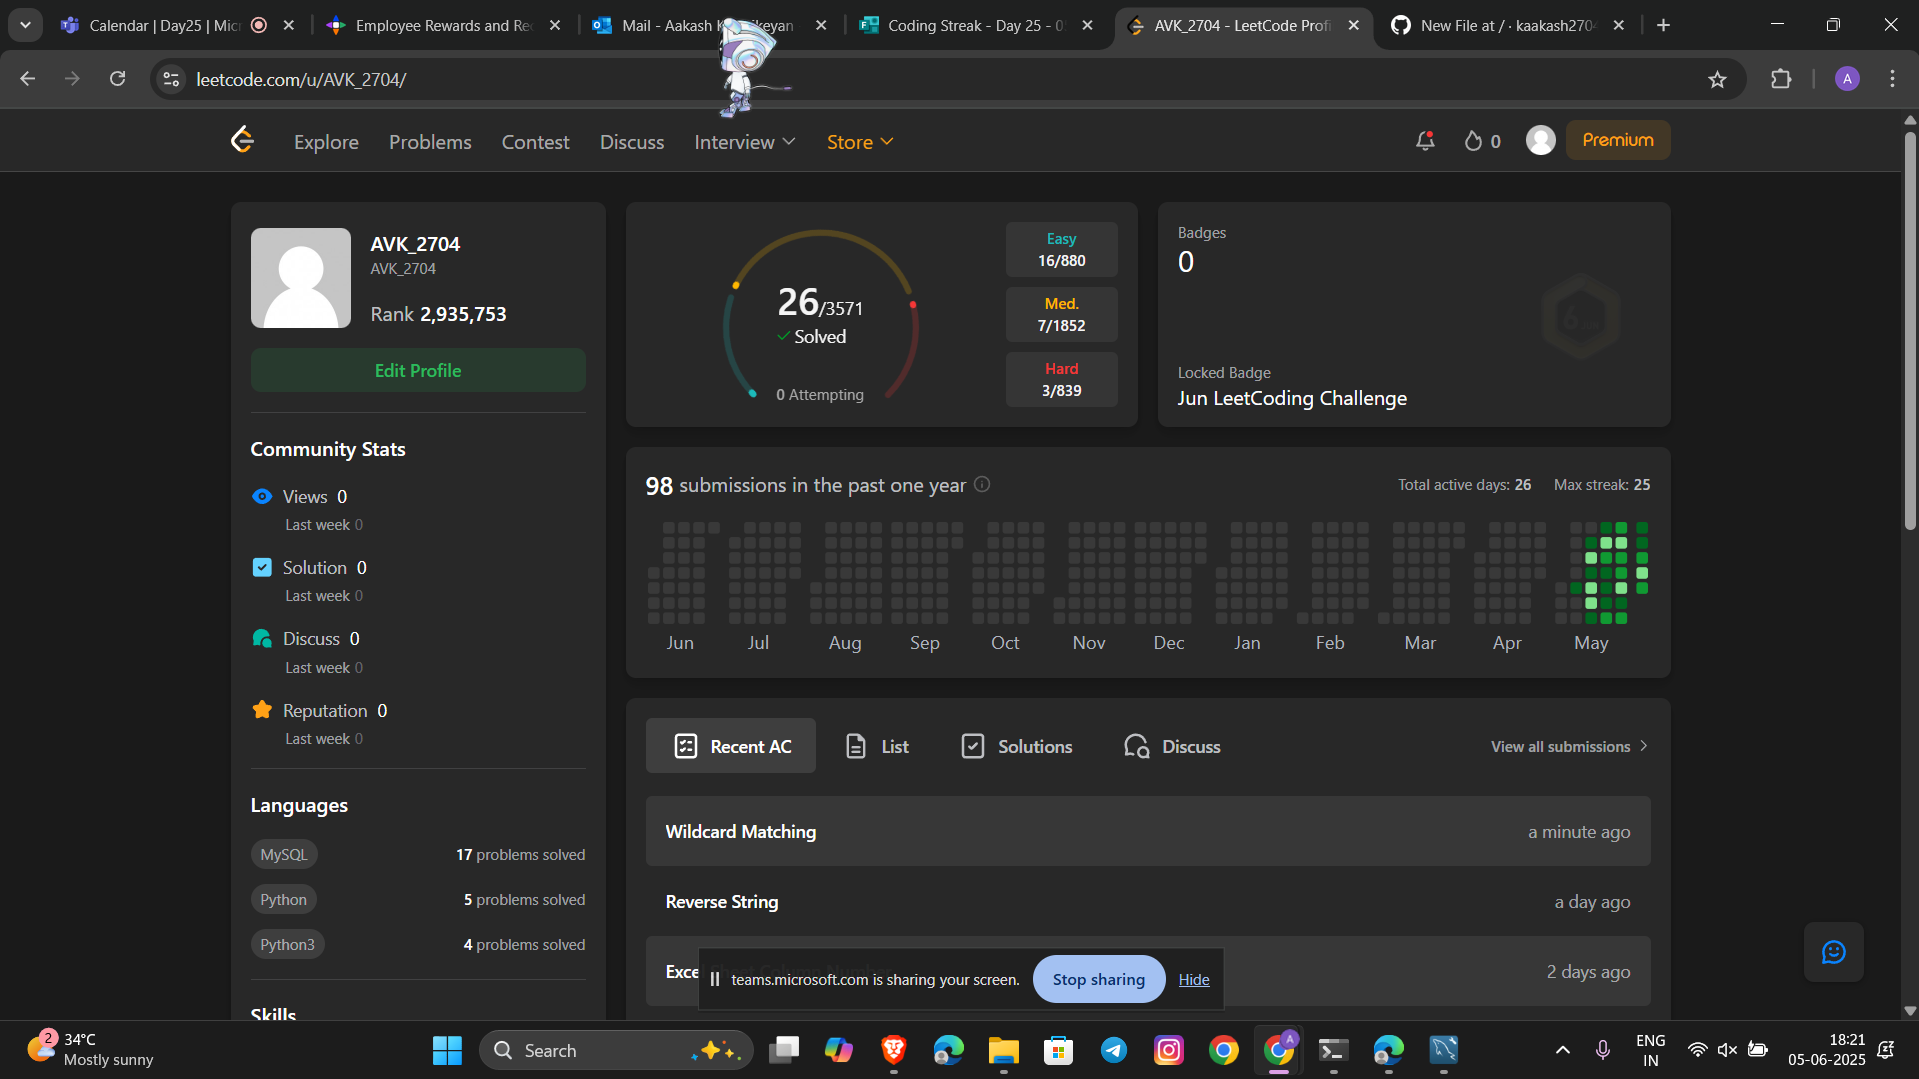 Calendar | Day25 | Mic
Employee Rewards and Rec
Mail - Aakash K
ikeyan
Coding Streak - Day 25 - 0
AVK_2704 - LeetCode Profi
New File at / · kaakash2704
leetcode.com/u/AVK_2704/
A
Explore
Problems
Contest
Discuss
Interview
Store
0
Premium
AVK_2704
AVK_2704
Rank 2,935,753
Edit Profile
Community Stats
Views 0
Last week 0
Solution 0
Last week 0
Discuss 0
Last week 0
Reputation 0
Last week 0
Languages
MySQL
17 problems solved
Python
5 problems solved
Python3
4 problems solved
Skills
26/3571
Solved
0 Attempting
Easy
16/880
Med.
7/1852
Hard
3/839
Badges
0
Locked Badge
Jun LeetCoding Challenge
98 submissions in the past one year
Total active days: 26
Max streak: 25
Jun
Jul
Aug
Sep
Oct
Nov
Dec
Jan
Feb
Mar
Apr
May
Recent AC
List
Solutions
Discuss
View all submissions
Wildcard Matching
a minute ago
Reverse String
a day ago
Exce
2 days ago
teams.microsoft.com is sharing your screen.
Stop sharing
Hide
2
34°C
Mostly sunny
Search
A
ENG
IN
18:21
05-06-2025